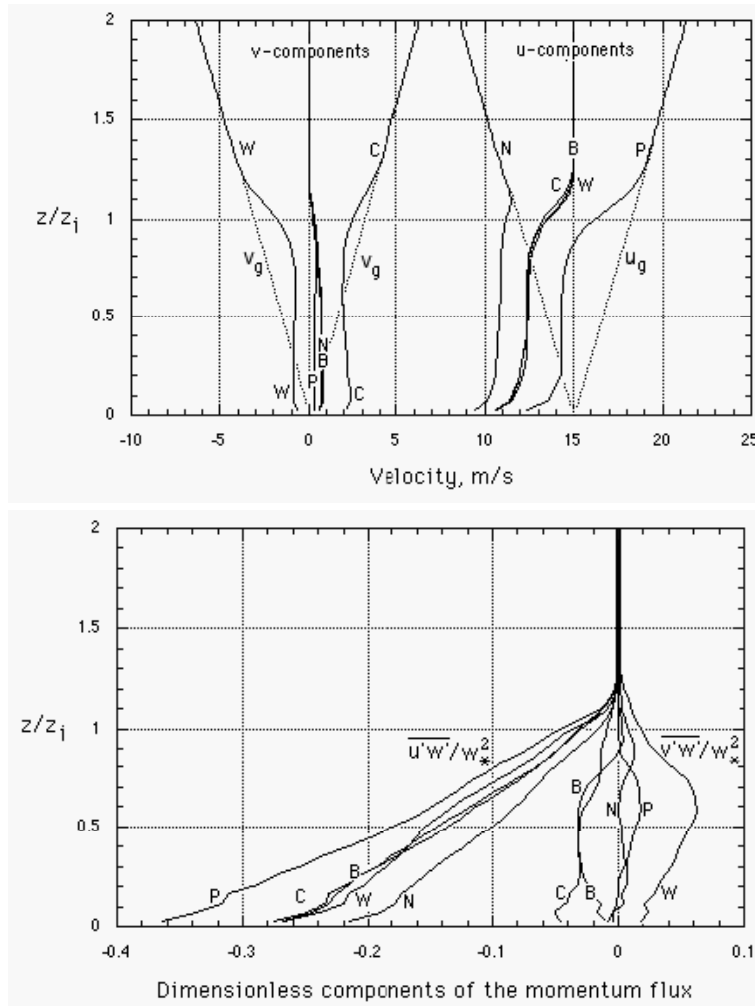 2
v-components
u-components
1.5
W
C
N
B
P
C
W
z/z_i
1
v_g
v_g
u_g
0.5
N
B
P
W
C
0
-10
-5
0
5
10
15
20
25
Velocity, m/s
2
1.5
z/z_i
1
u'w'/w_*^2
v'w'/w_*^2
B
N
P
0.5
P
C
B
W
N
C
B
W
0
-0.4
-0.3
-0.2
-0.1
0
0.1
Dimensionless components of the momentum flux